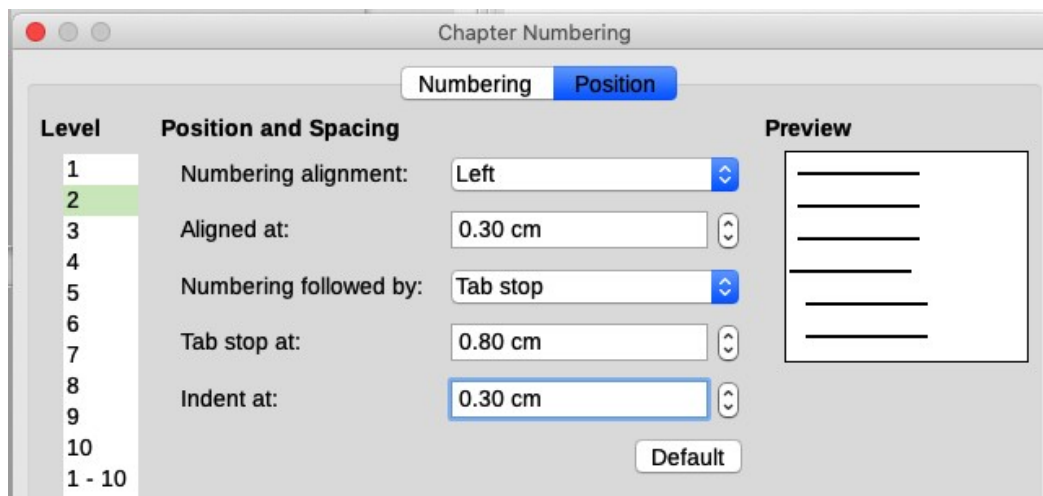 Chapter Numbering
Numbering Position
Level Position and Spacing Preview
1
2
3
4
5
6
7
8
9
10
1 - 10
Numbering alignment: Left
Aligned at: 0.30 cm
Numbering followed by: Tab stop
Tab stop at: 0.80 cm
Indent at: 0.30 cm
Default